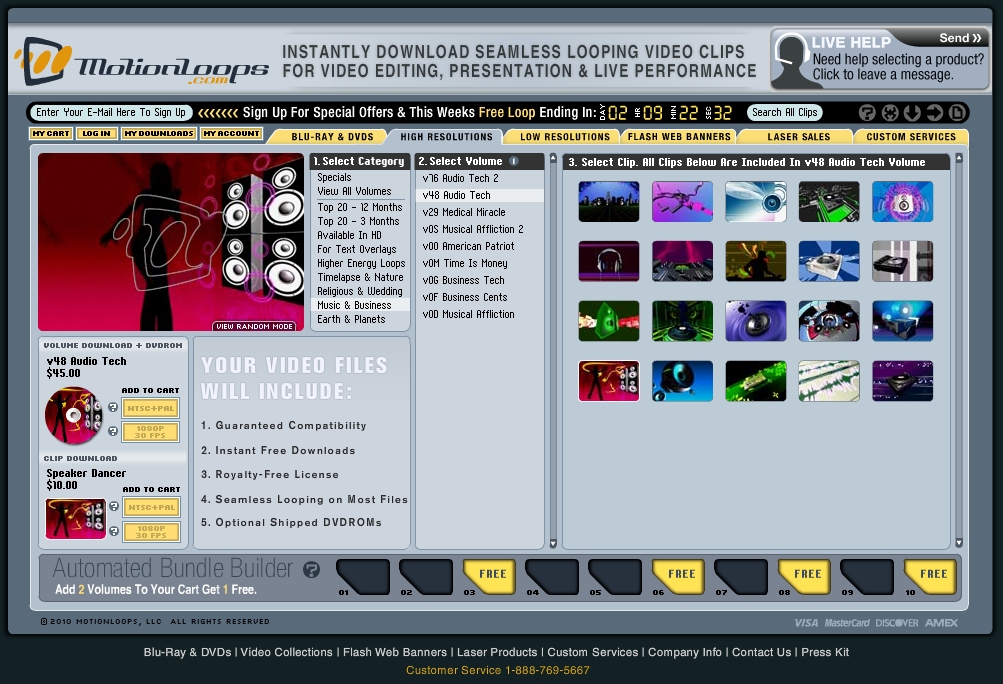 MotionLoops
.com
INSTANTLY DOWNLOAD SEAMLESS LOOPING VIDEO CLIPS
FOR VIDEO EDITING, PRESENTATION & LIVE PERFORMANCE
Send »
LIVE HELP
Need help selecting a product?
Click to leave a message.
Enter Your E-Mail Here To Sign Up
Sign Up For Special Offers & This Weeks Free Loop Ending In:
DAY 02 HR 09 MIN 22 SEC 32
Search All Clips
MY CART
LOG IN
MY DOWNLOADS
MY ACCOUNT
BLU-RAY & DVDS
HIGH RESOLUTIONS
LOW RESOLUTIONS
FLASH WEB BANNERS
LASER SALES
CUSTOM SERVICES
VIEW RANDOM MODE
1. Select Category
Specials
View All Volumes
Top 20 - 12 Months
Top 20 - 3 Months
Available In HD
For Text Overlays
Higher Energy Loops
Timelapse & Nature
Religious & Wedding
Music & Business
Earth & Planets
2. Select Volume
v76 Audio Tech 2
v48 Audio Tech
v29 Medical Miracle
v0S Musical Affliction 2
v00 American Patriot
v0M Time Is Money
v0G Business Tech
v0F Business Cents
v0D Musical Affliction
3. Select Clip. All Clips Below Are Included In v48 Audio Tech Volume
VOLUME DOWNLOAD + DVDROM
v48 Audio Tech
$45.00
ADD TO CART
NTSC+PAL
1080P
30 FPS
CLIP DOWNLOAD
Speaker Dancer
$10.00
ADD TO CART
NTSC+PAL
1080P
30 FPS
YOUR VIDEO FILES
WILL INCLUDE:
1. Guaranteed Compatibility
2. Instant Free Downloads
3. Royalty-Free License
4. Seamless Looping on Most Files
5. Optional Shipped DVDROMs
Automated Bundle Builder ?
Add 2 Volumes To Your Cart Get 1 Free.
01
02
03 FREE
04
05
06 FREE
07
08 FREE
09
10 FREE
© 2010 MOTIONLOOPS, LLC ALL RIGHTS RESERVED
VISA MasterCard DISCOVER AMEX
Blu-Ray & DVDs | Video Collections | Flash Web Banners | Laser Products | Custom Services | Company Info | Contact Us | Press Kit
Customer Service 1-888-769-5667